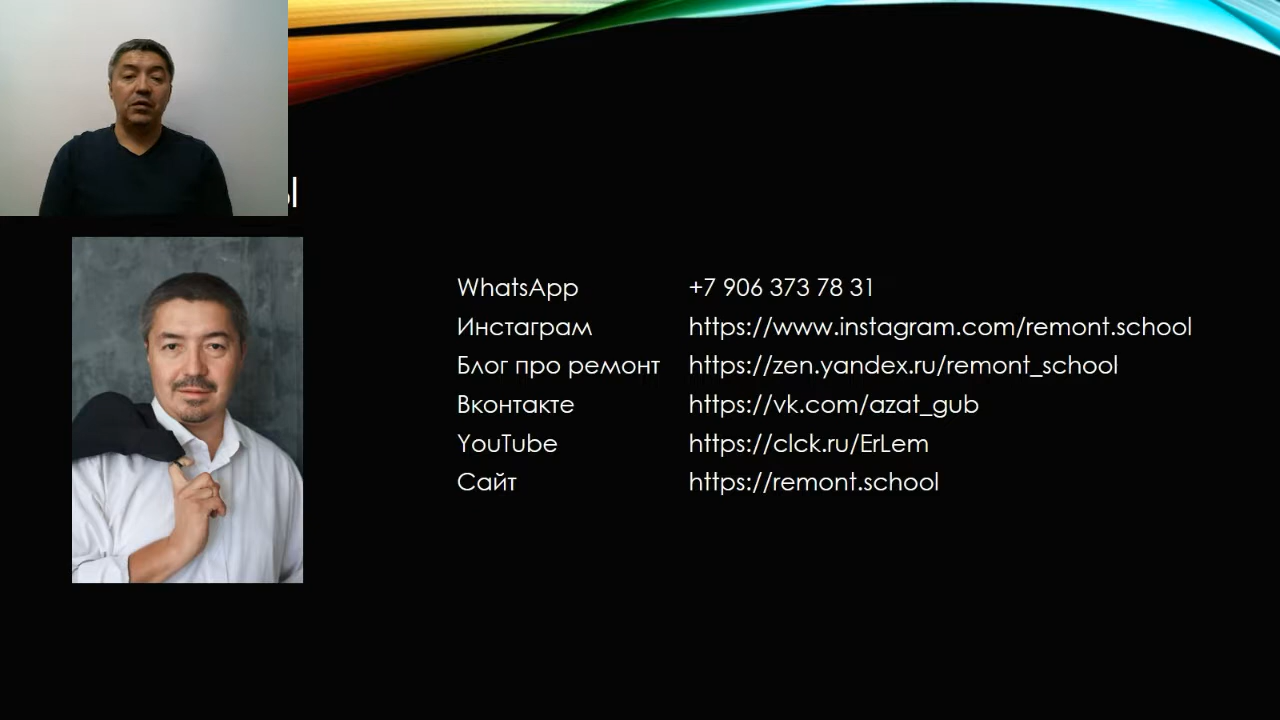 WhatsApp +7 906 373 78 31
Инстаграм https://www.instagram.com/remont.school
Блог про ремонт https://zen.yandex.ru/remont_school
Вконтакте https://vk.com/azat_gub
YouTube https://clck.ru/ErLem
Сайт https://remont.school